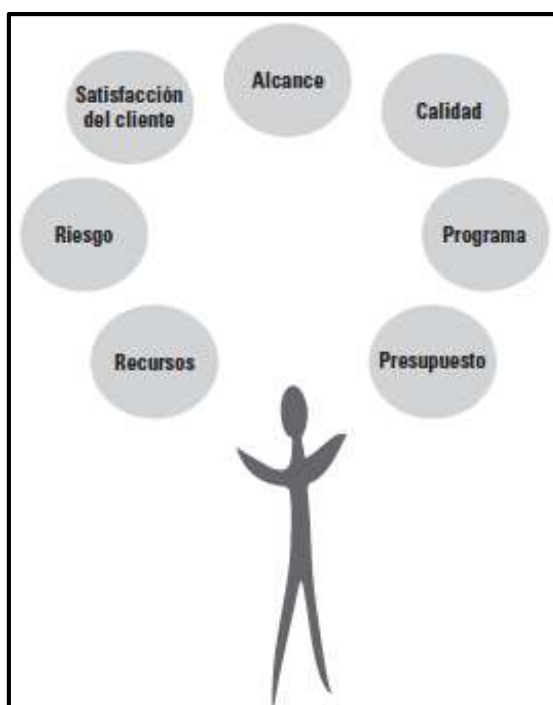 Alcance
Satisfacción
del cliente
Calidad
Riesgo
Programa
Recursos
Presupuesto